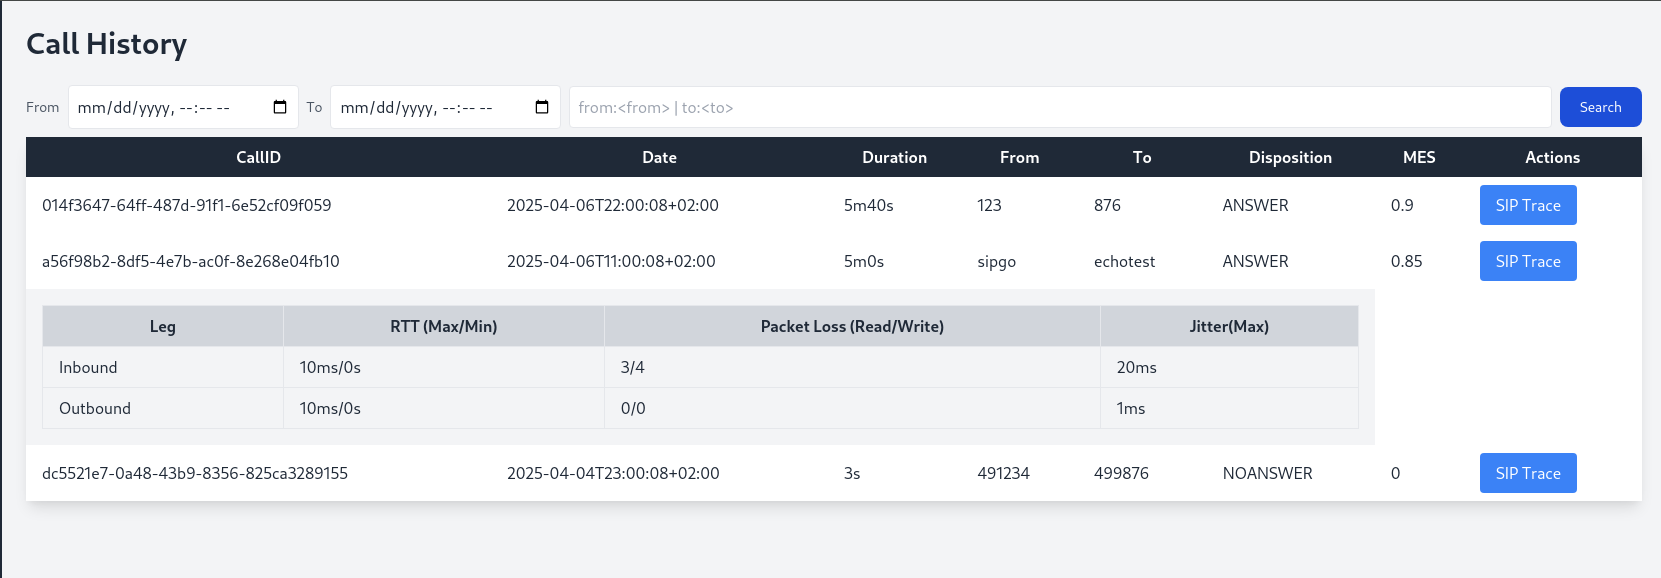 Call History
From mm/dd/yyyy, --:-- -- To mm/dd/yyyy, --:-- -- from:<from> | to:<to> Search
CallID Date Duration From To Disposition MES Actions
014f3647-64ff-487d-91f1-6e52cf09f059 2025-04-06T22:00:08+02:00 5m40s 123 876 ANSWER 0.9 SIP Trace
a56f98b2-8df5-4e7b-ac0f-8e268e04fb10 2025-04-06T11:00:08+02:00 5m0s sipgo echotest ANSWER 0.85 SIP Trace
Leg RTT (Max/Min) Packet Loss (Read/Write) Jitter(Max)
Inbound 10ms/0s 3/4 20ms
Outbound 10ms/0s 0/0 1ms
dc5521e7-0a48-43b9-8356-825ca3289155 2025-04-04T23:00:08+02:00 3s 491234 499876 NOANSWER 0 SIP Trace